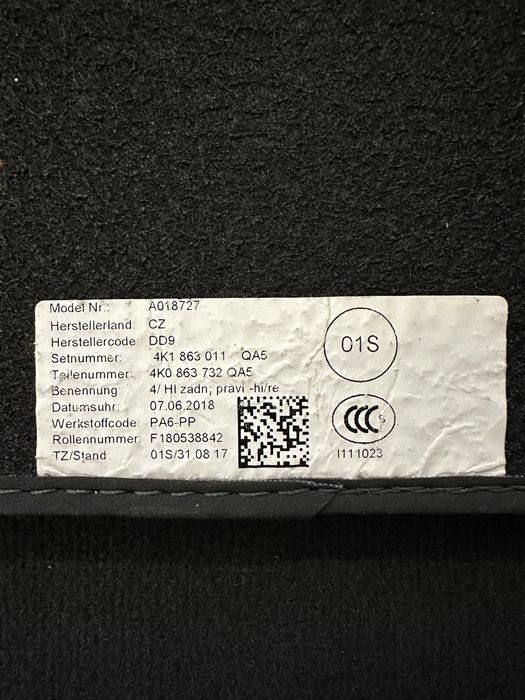 Model Nr.: A018727
Herstellerland: CZ
Herstellercode: DD9
Setnummer: 4K1 863 011 QA5
Teilenummer: 4K0 863 732 QA5
Benennung: 4/ HI zadn; pravi -hi/re
Datumsuhr: 07.06.2018
Werkstoffcode: PA6-PP
Rollennummer: F180538842
TZ/Stand 01S/31.08.17
01S
CCC S
I111023